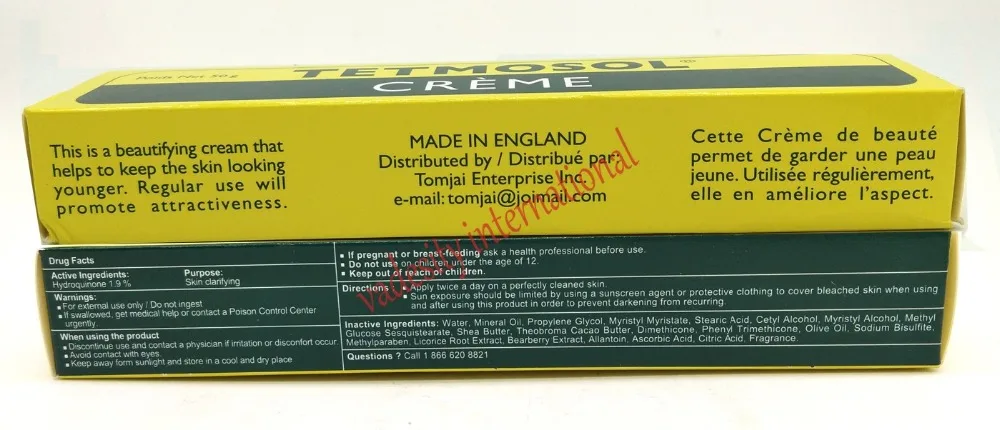 Poids Net 50 g
TETMOSOL®
CRÈME
This is a beautifying cream that
helps to keep the skin looking
younger. Regular use will
promote attractiveness.
MADE IN ENGLAND
Distributed by / Distribué par:
Tomjai Enterprise Inc.
e-mail: tomjai@joimail.com
Cette Crème de beauté
permet de garder une peau
jeune. Utilisée régulièrement,
elle en améliore l'aspect.
valdesity international
Drug Facts
Active Ingredients: Purpose:
Hydroquinone 1.9 % Skin clarifying
Warnings:
▪ For external use only / Do not ingest
▪ If swallowed, get medical help or contact a Poison Control Center
urgently.
When using the product
▪ Discontinue use and contact a physician if irritation or disconfort occur.
▪ Avoid contact with eyes.
▪ Keep away form sunlight and store in a cool and dry place
▪ If pregnant or breast-feeding ask a health professional before use.
▪ Do not use on children under the age of 12.
▪ Keep out of reach of children.
Directions : ▪ Apply twice a day on a perfectly cleaned skin.
▪ Sun exposure should be limited by using a sunscreen agent or protective clothing to cover bleached skin when using
and after using this product in order to prevent darkening from recurring.
Inactive Ingredients: Water, Mineral Oil, Propylene Glycol, Myristyl Myristate, Stearic Acid, Cetyl Alcohol, Myristyl Alcohol, Methyl
Glucose Sesquistearate, Shea Butter, Theobroma Cacao Butter, Dimethicone, Phenyl Trimethicone, Olive Oil, Sodium Bisulfite,
Methylparaben, Licorice Root Extract, Bearberry Extract, Allantoin, Ascorbic Acid, Citric Acid, Fragrance.
Questions ? Call 1 866 620 8821